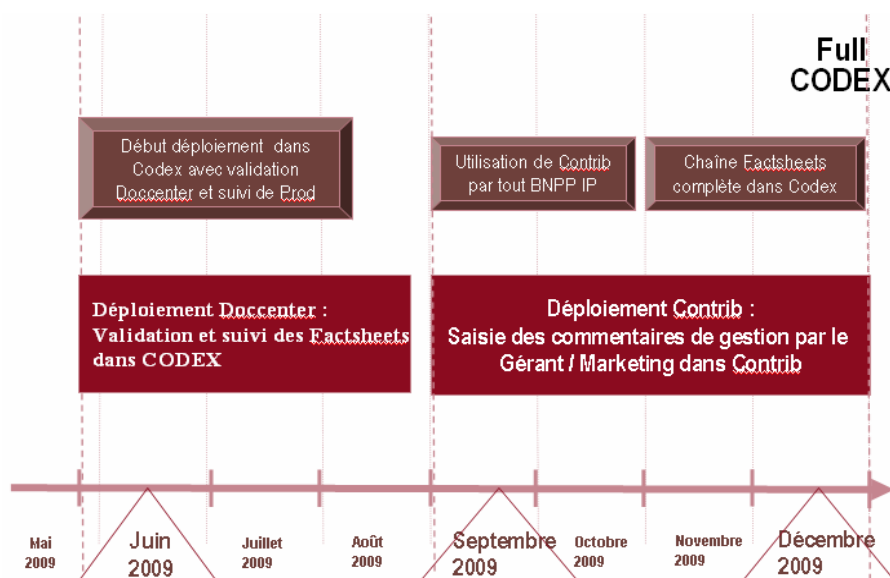 Full
CODEX
Début déploiement dans
Codex avec validation
Doccenter et suivi de Prod
Utilisation de Contrib
par tout BNPP IP
Chaîne Factsheets
complète dans Codex
Déploiement Doccenter :
Validation et suivi des Factsheets
dans CODEX
Déploiement Contrib :
Saisie des commentaires de gestion par le
Gérant / Marketing dans Contrib
Mai
2009
Juin
2009
Juillet
2009
Août
2009
Septembre
2009
Octobre
2009
Novembre
2009
Décembre
2009